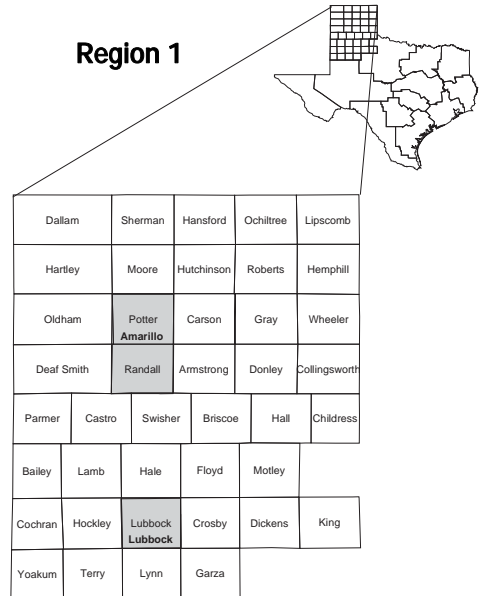 Region 1
Dallam Sherman Hansford Ochiltree Lipscomb
Hartley Moore Hutchinson Roberts Hemphill
Oldham Potter Carson Gray Wheeler
Amarillo
Deaf Smith Randall Armstrong Donley Collingsworth
Parmer Castro Swisher Briscoe Hall Childress
Bailey Lamb Hale Floyd Motley
Cochran Hockley Lubbock Crosby Dickens King
Lubbock
Yoakum Terry Lynn Garza